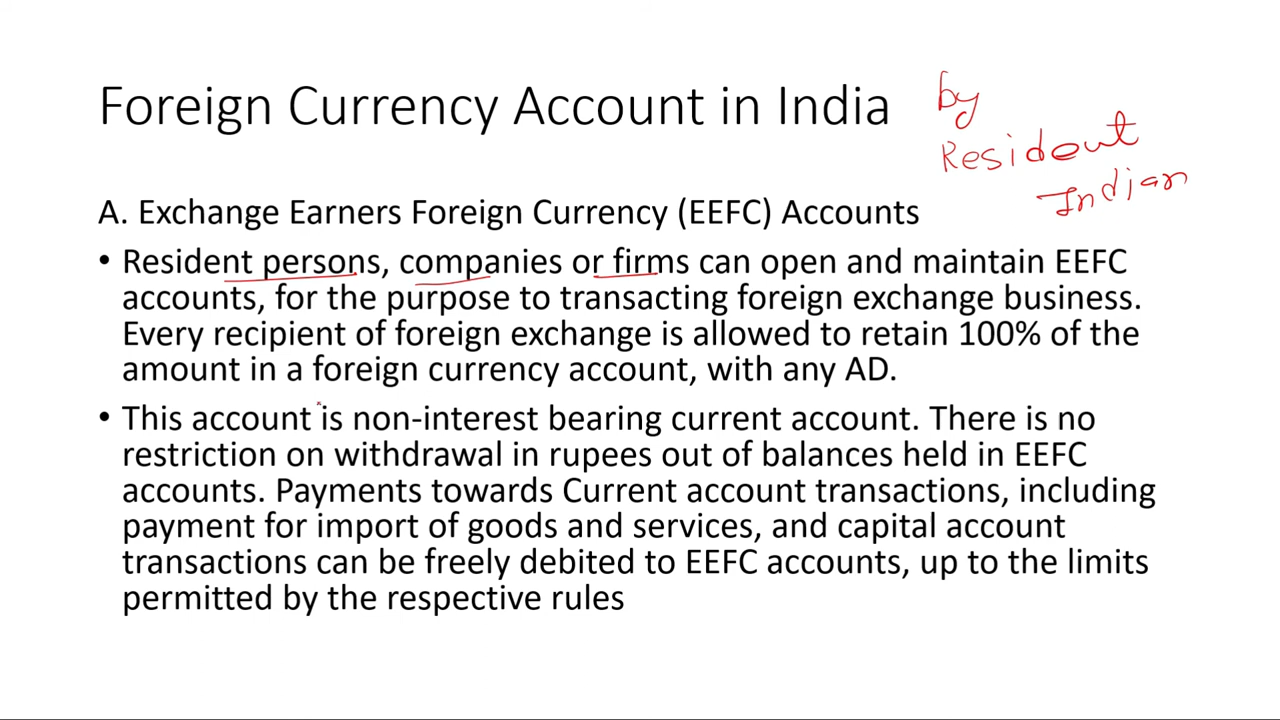 Foreign Currency Account in India
by
Resident
Indian
A. Exchange Earners Foreign Currency (EEFC) Accounts
• Resident persons, companies or firms can open and maintain EEFC
accounts, for the purpose to transacting foreign exchange business.
Every recipient of foreign exchange is allowed to retain 100% of the
amount in a foreign currency account, with any AD.
• This account is non-interest bearing current account. There is no
restriction on withdrawal in rupees out of balances held in EEFC
accounts. Payments towards Current account transactions, including
payment for import of goods and services, and capital account
transactions can be freely debited to EEFC accounts, up to the limits
permitted by the respective rules